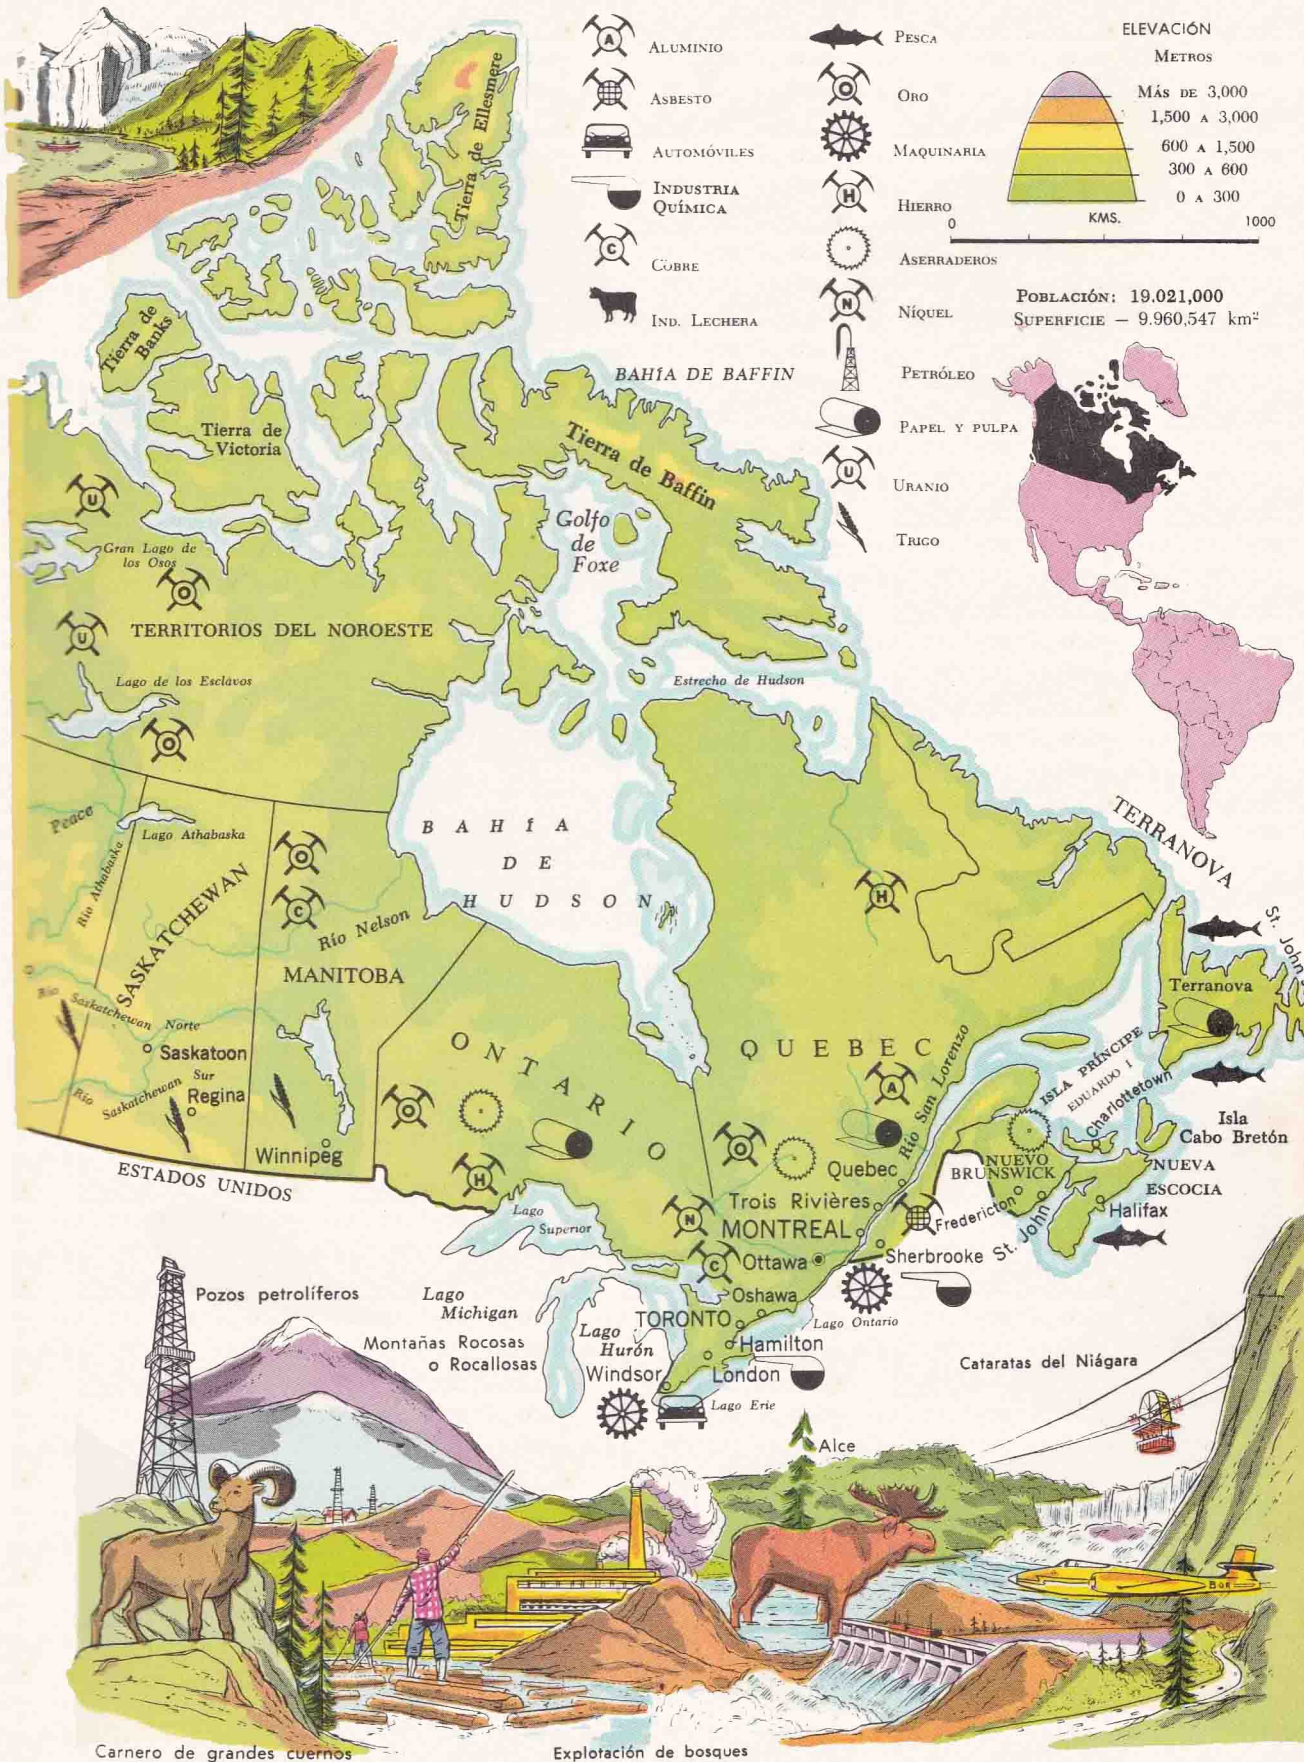 A
ALUMINIO
ASBESTO
AUTOMÓVILES
INDUSTRIA
QUÍMICA
C
COBRE
IND. LECHERA
PESCA
O
ORO
MAQUINARIA
H
HIERRO
ASERRADEROS
N
NÍQUEL
PETRÓLEO
PAPEL Y PULPA
U
URANIO
TRIGO
ELEVACIÓN
METROS
MÁS DE 3,000
1,500 A 3,000
600 A 1,500
300 A 600
0 A 300
KMS.
0
1000
POBLACIÓN: 19.021,000
SUPERFICIE – 9.960,547 km²
Tierra de Ellesmere
Tierra de
Banks
BAHÍA DE BAFFIN
Tierra de
Victoria
Tierra de Baffin
U
Golfo
de
Foxe
Gran Lago de
los Osos
O
U
TERRITORIOS DEL NOROESTE
Lago de los Esclavos
Estrecho de Hudson
O
Peace
Lago Athabaska
Río Athabaska
SASKATCHEWAN
O
C
Río Nelson
MANITOBA
BAHÍA
DE
HUDSON
H
TERRANOVA
St. John
Terranova
Río Saskatchewan Norte
Saskatoon
Río Saskatchewan Sur
Regina
Winnipeg
ESTADOS UNIDOS
ONTARIO
O
H
QUEBEC
A
O
Río San Lorenzo
ISLA PRÍNCIPE
EDUARDO I
Charlottetown
Isla
Cabo Bretón
NUEVO
BRUNSWICK
NUEVA
ESCOCIA
Quebec
Trois Rivières
N
MONTREAL
Fredericton
St. John
Halifax
C
Ottawa
Sherbrooke
Lago
Superior
Oshawa
Lago
Michigan
Lago
Hurón
TORONTO
Lago Ontario
Hamilton
Windsor
London
Lago Erie
Pozos petrolíferos
Montañas Rocosas
o Rocallosas
Cataratas del Niágara
Alce
Carnero de grandes cuernos
Explotación de bosques